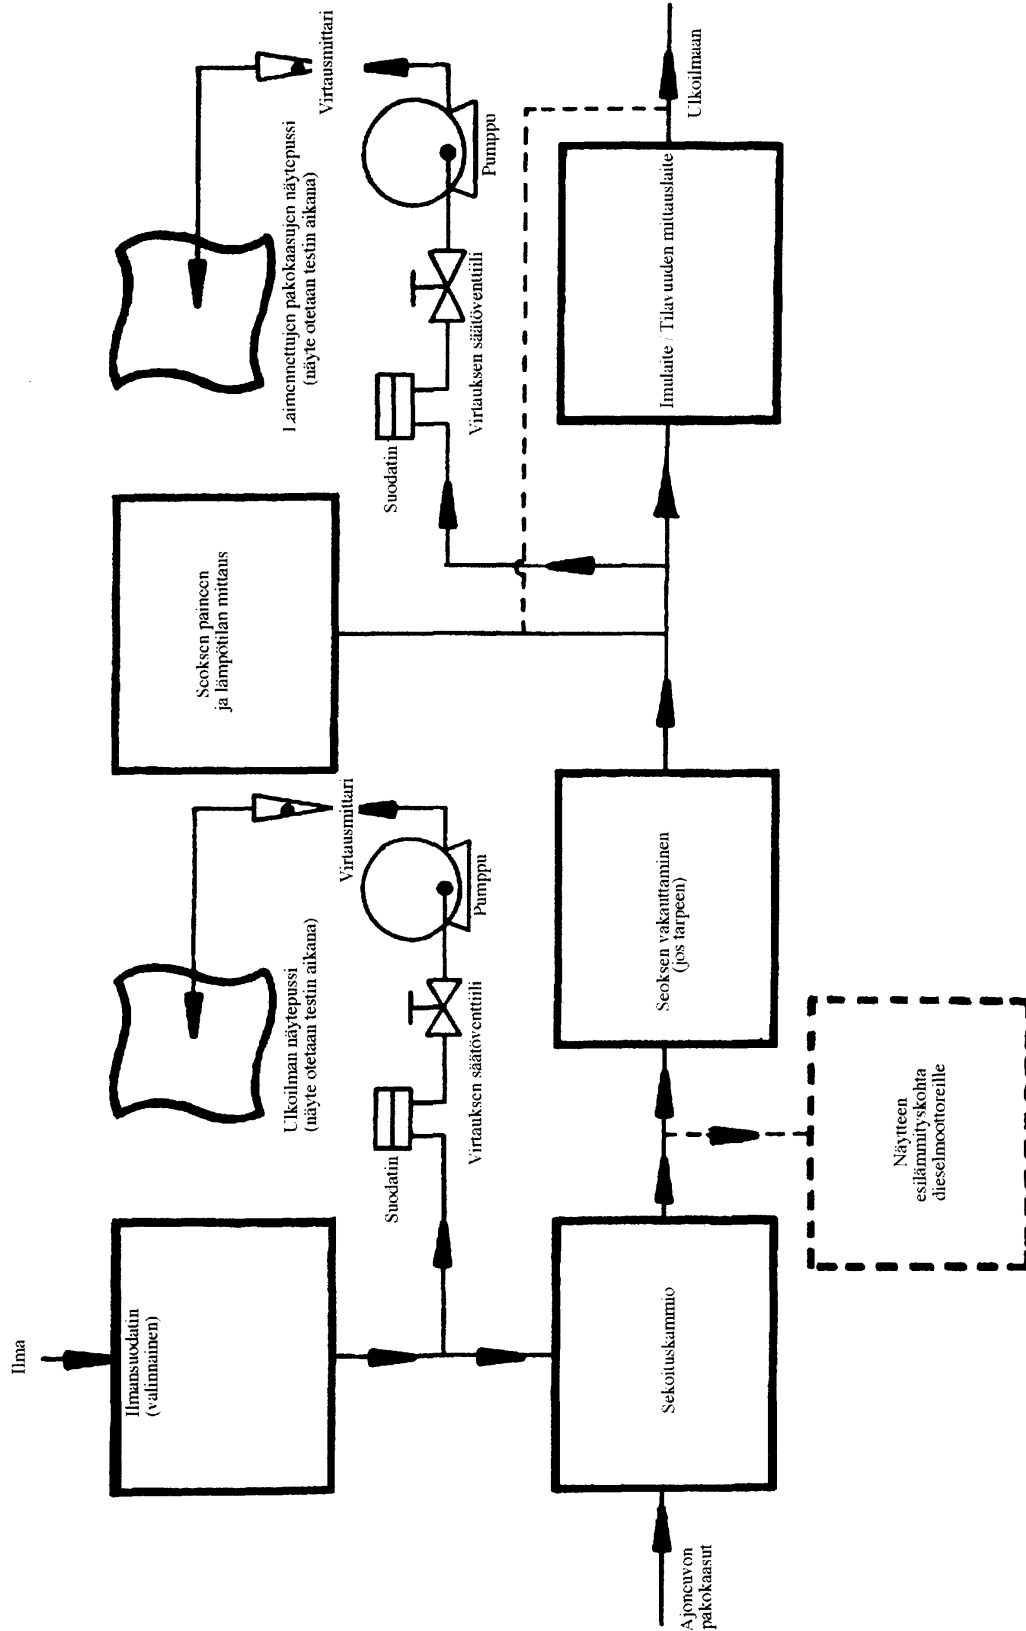 Ilma
Ilmansuodatin
(valinnainen)
Ajoneuvon
pakokaasut
Sekoituskammio
Suodatin
Virtauksen säätöventtiili
Pumppu
Virtausmittari
Ulkoilman näytepussi
(näyte otetaan testin aikana)
Näytteen
esilämmityskohta
dieselmoottoreille
Seoksen vakauttaminen
(jos tarpeen)
Seoksen paineen
ja lämpötilan mittaus
Suodatin
Virtauksen säätöventtiili
Pumppu
Virtausmittari
Laimennettujen pakokaasujen näytepussi
(näyte otetaan testin aikana)
Imulaite / Tilavuuden mittauslaite
Ulkoilmaan